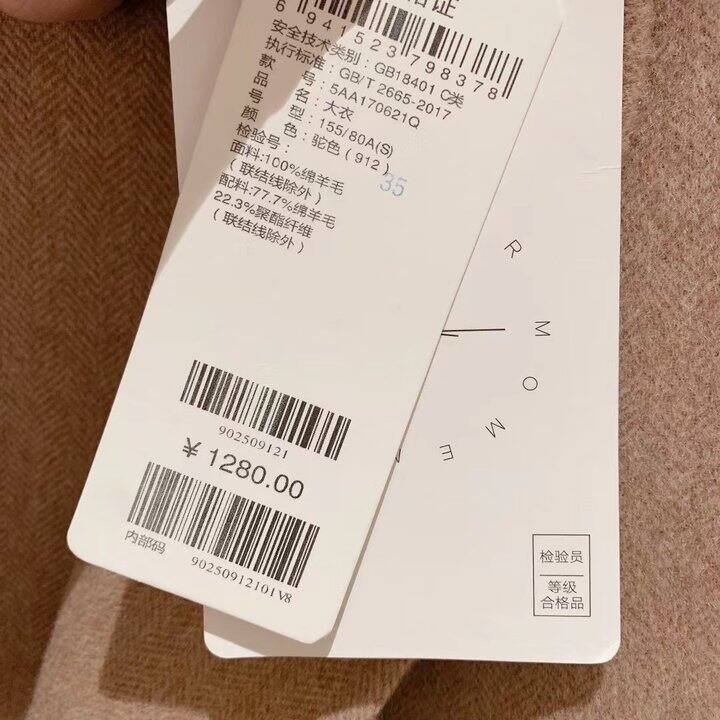 格证
6 941523 798378
安全技术类别：GB18401 C类
执行标准：GB/T 2665-2017
款 号：5AA170621Q
品 名：大衣
号 型：155/80A(S)
颜 色：驼色(912)
检验号： 35
面料:100%绵羊毛
(联结线除外)
配料:77.7%绵羊毛
22.3%聚酯纤维
(联结线除外)
902509121
¥ 1280.00
内部码
90250912101V8
R MOMEN
检验员
等级
合格品